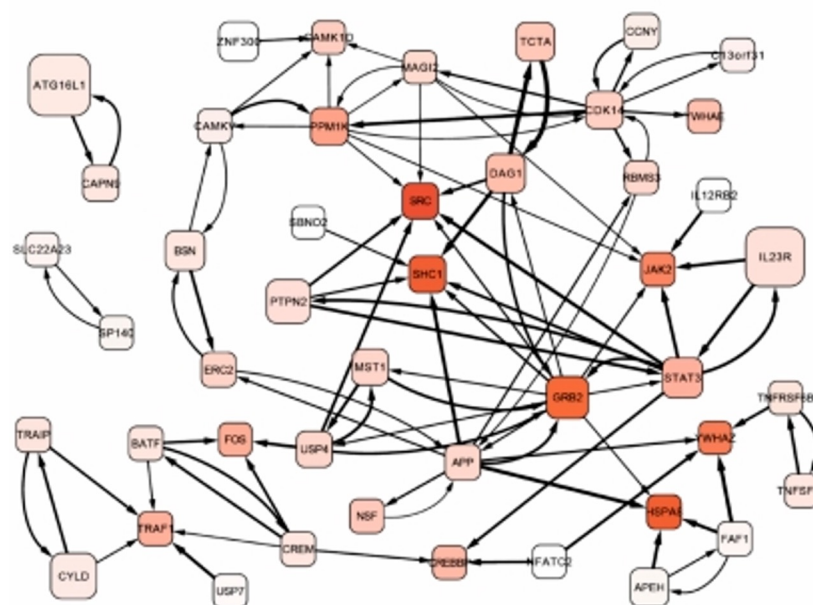 ZNF300
CAMK1D
TCTA
CCNY
C13orf31
MAGI2
ATG16L1
CDK14
YWHAE
CAMKV
PPM1K
CAPN9
DAG1
RBMS3
SRC
IL12RB2
SBNO2
SLC22A23
BSN
IL23R
SHC1
JAK2
PTPN2
SP140
ERC2
MST1
GRB2
STAT3
TNFRSF6B
TRAIP
BATF
FOS
USP4
YWHAZ
APP
TNFSF
NSF
HSPA8
TRAF1
FAF1
CREM
CREBBP
NFATC2
CYLD
USP7
APEH